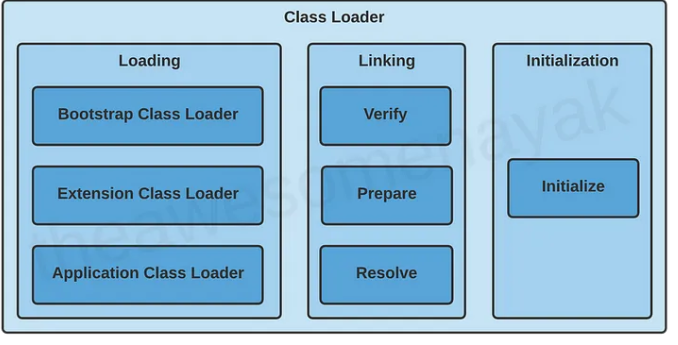 Class Loader
Loading
Bootstrap Class Loader
Extension Class Loader
Application Class Loader
Linking
Verify
Prepare
Resolve
Initialization
Initialize
theawesomenayak